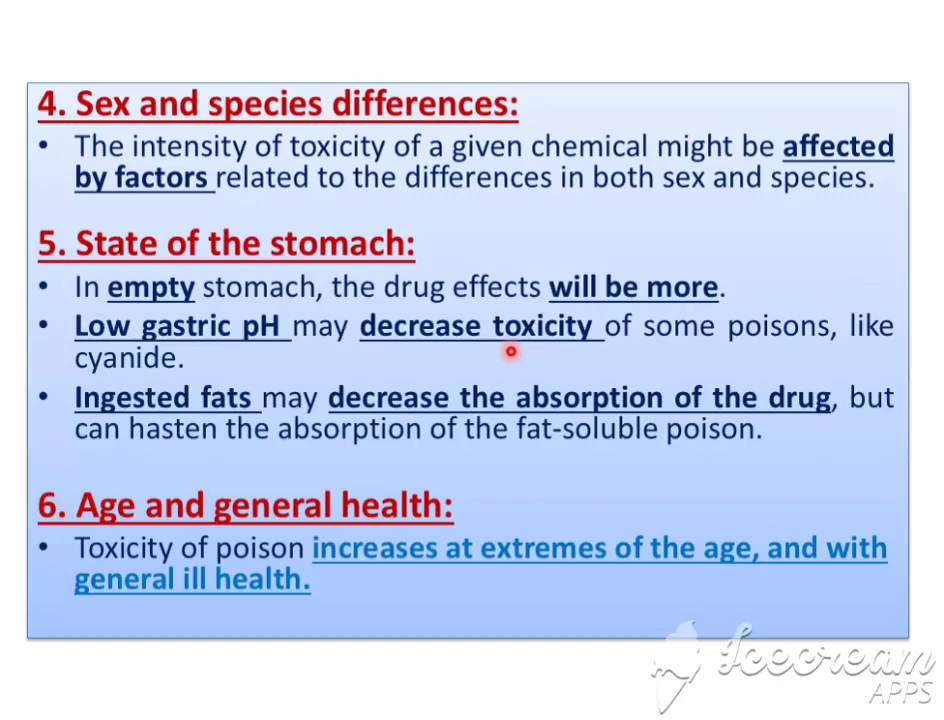 4. Sex and species differences:
• The intensity of toxicity of a given chemical might be affected
by factors related to the differences in both sex and species.
5. State of the stomach:
• In empty stomach, the drug effects will be more.
• Low gastric pH may decrease toxicity of some poisons, like
cyanide.
• Ingested fats may decrease the absorption of the drug, but
can hasten the absorption of the fat-soluble poison.
6. Age and general health:
• Toxicity of poison increases at extremes of the age, and with
general ill health.
Icecream
APPS